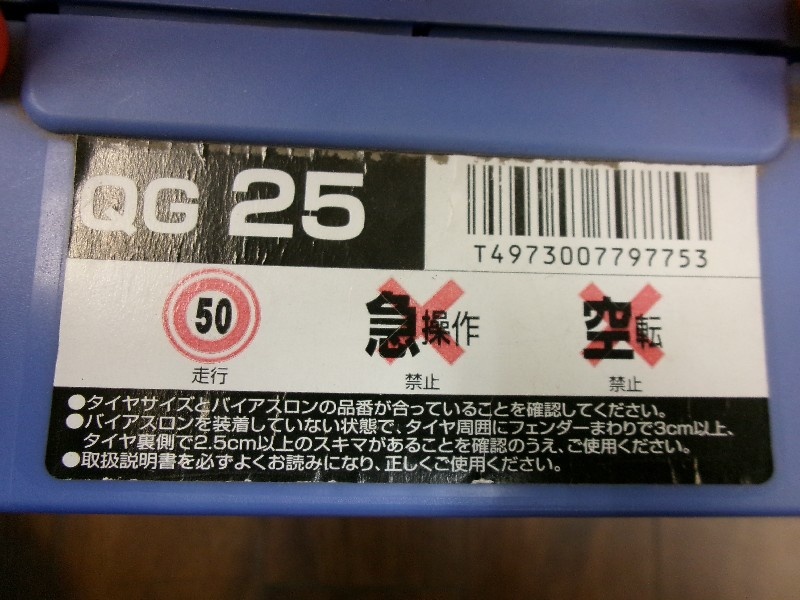 QG 25
T4973007797753
50
走行
急操作
禁止
空転
禁止
●タイヤサイズとバイアスロンの品番が合っていることを確認してください。
●バイアスロンを装着していない状態で、タイヤ周囲にフェンダーまわりで3cm以上、
タイヤ裏側で2.5cm以上のスキマがあることを確認のうえ、ご使用ください。
●取扱説明書を必ずよくお読みになり、正しくご使用ください。